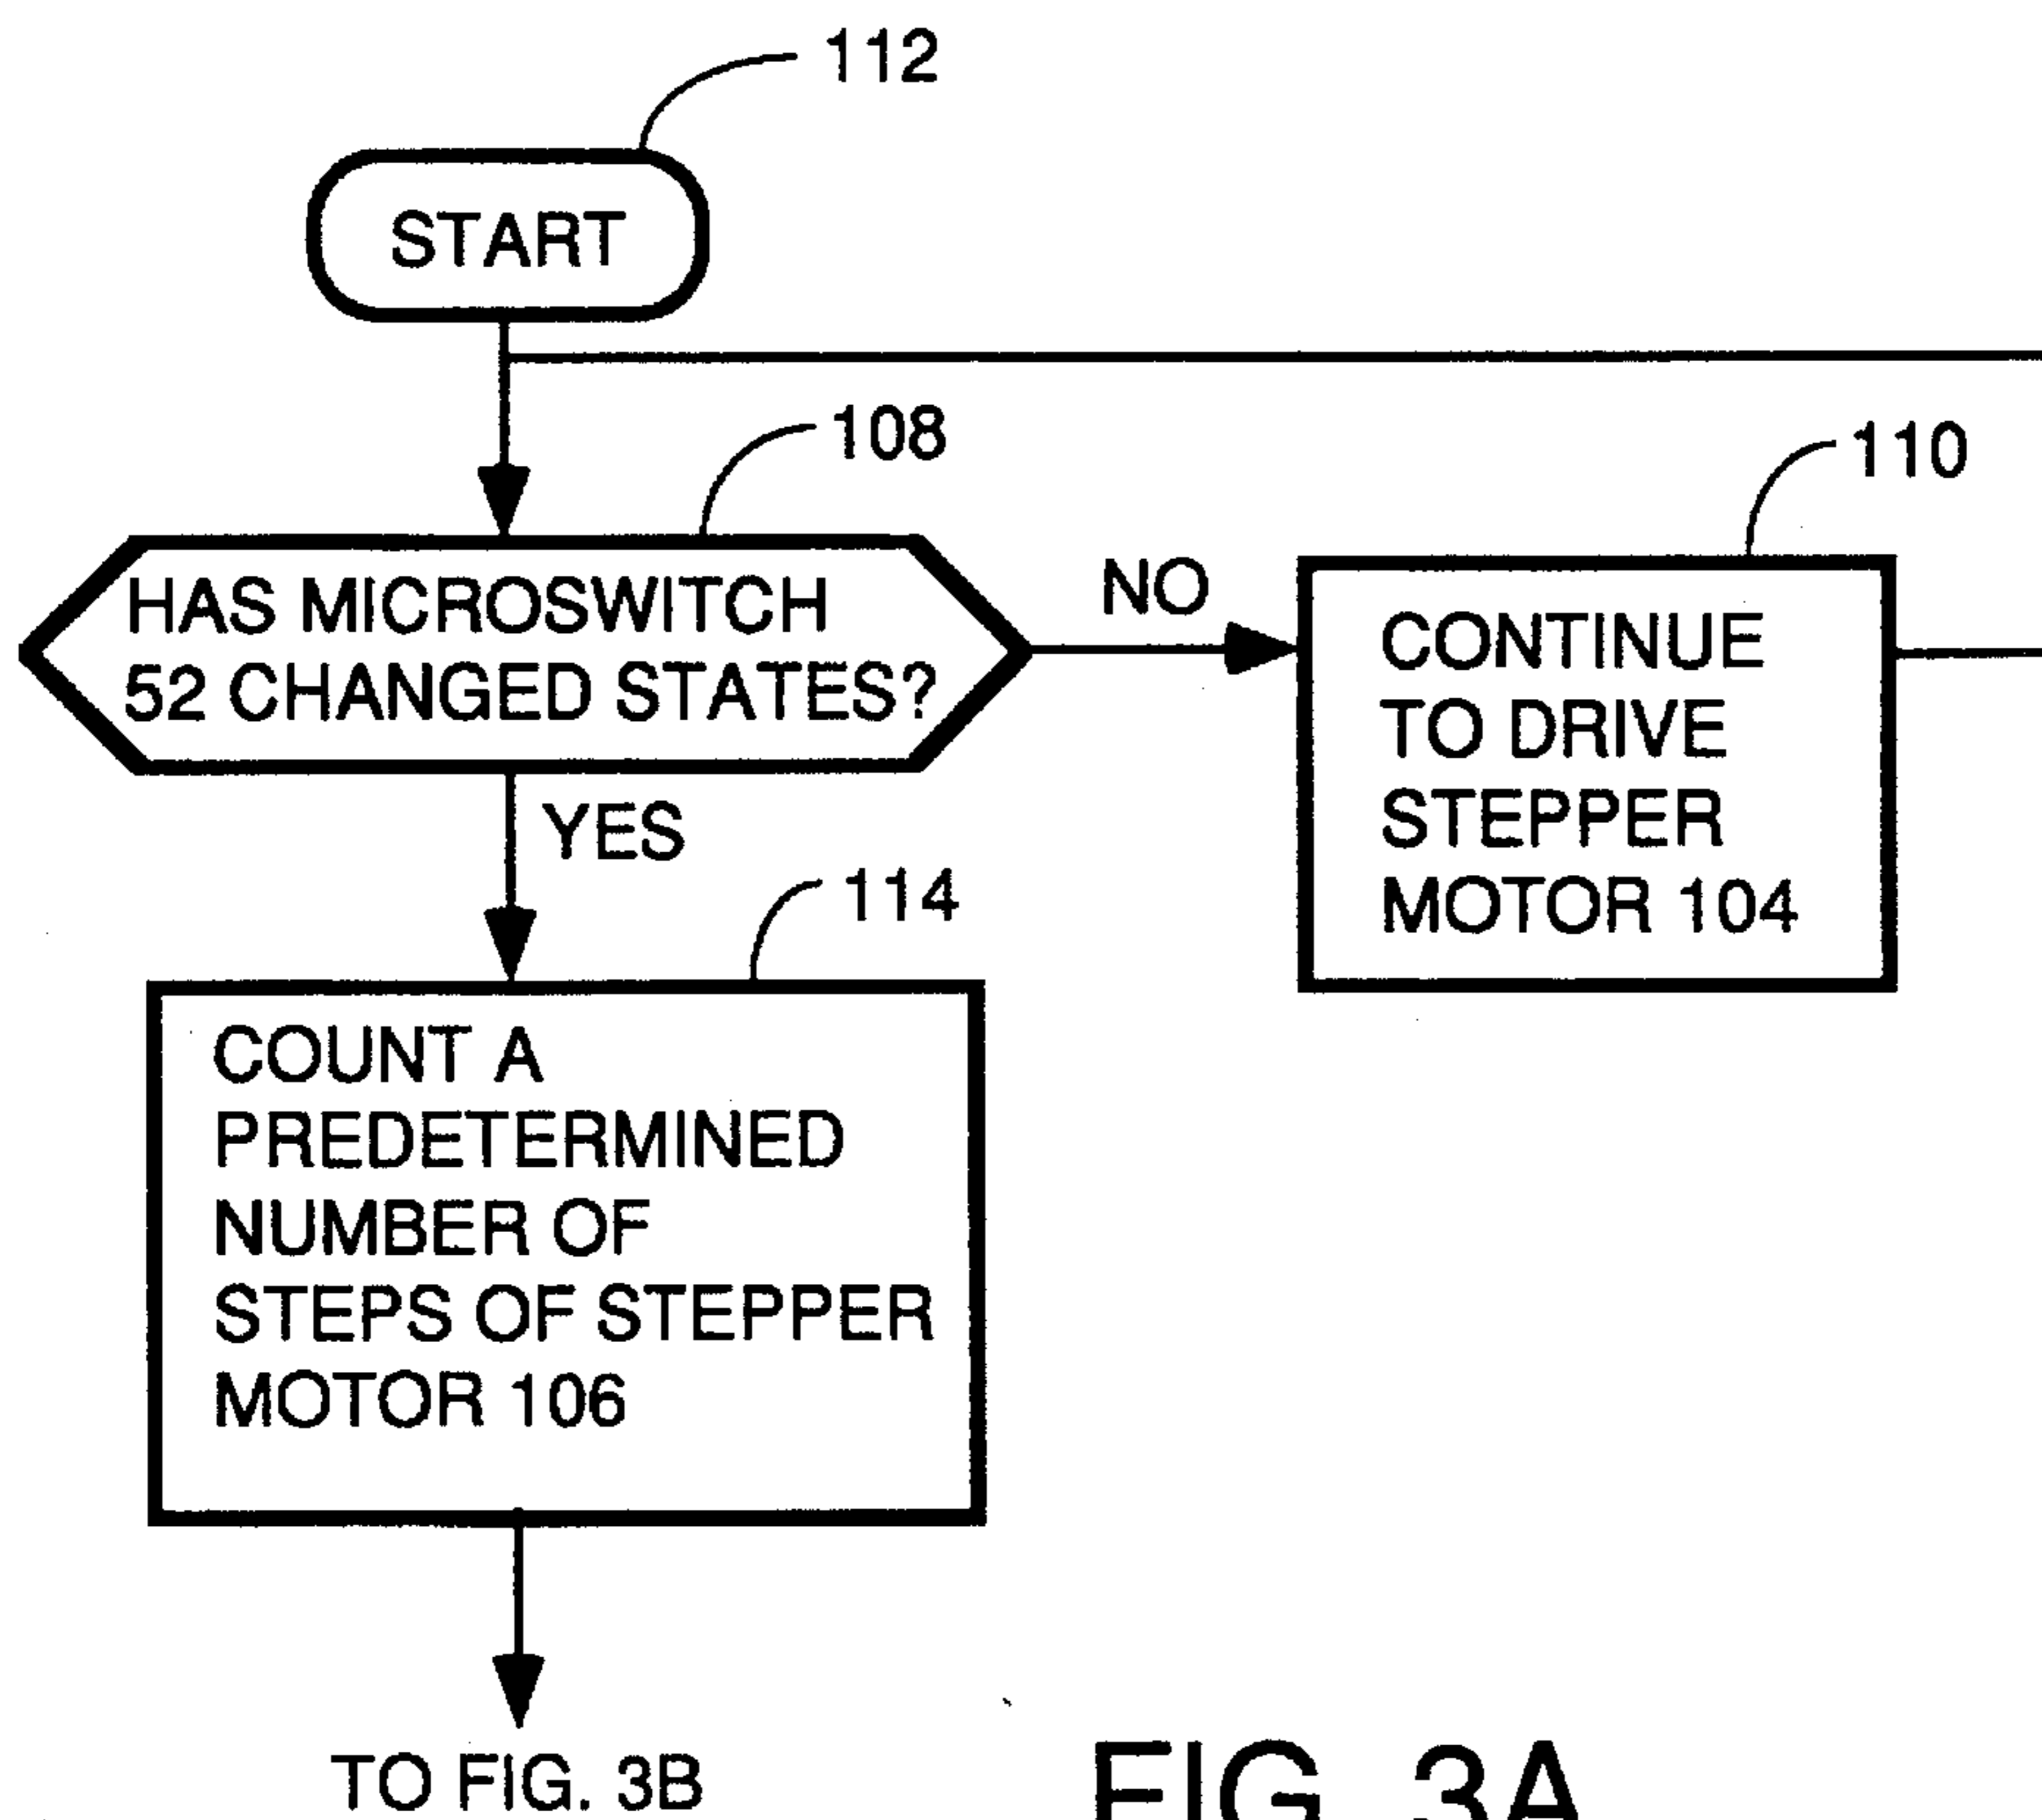 112
START
108
110
HAS MICROSWITCH
52 CHANGED STATES?
NO
CONTINUE
TO DRIVE
STEPPER
MOTOR 104
YES
114
COUNT A
PREDETERMINED
NUMBER OF
STEPS OF STEPPER
MOTOR 106
TO FIG. 3B
FIG. 3A